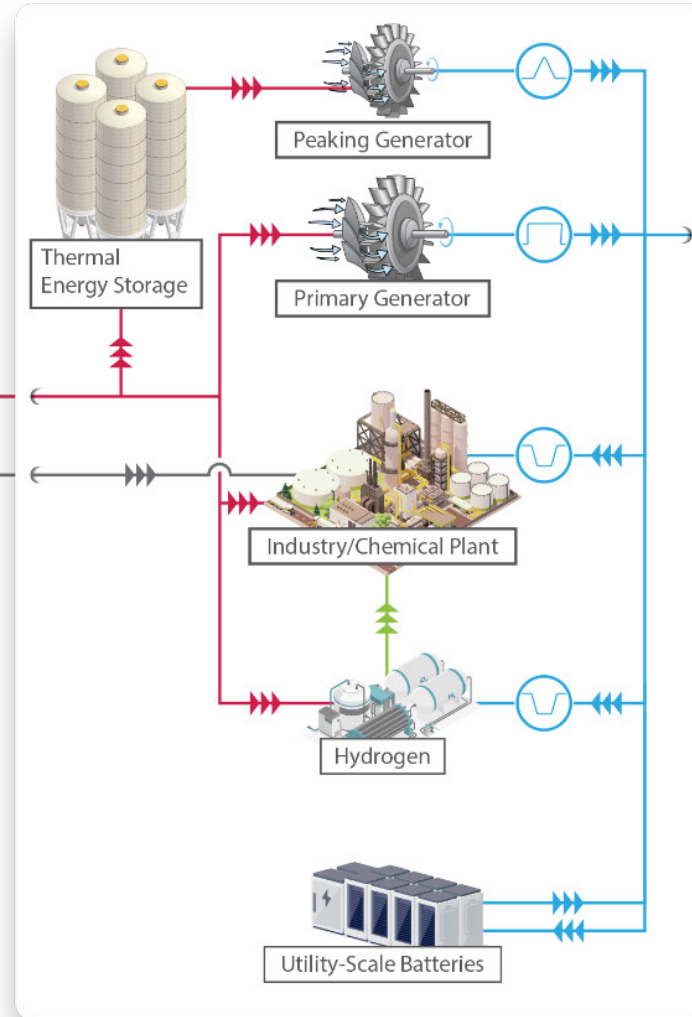 Peaking Generator
Thermal
Energy Storage
Primary Generator
Industry/Chemical Plant
Hydrogen
Utility-Scale Batteries